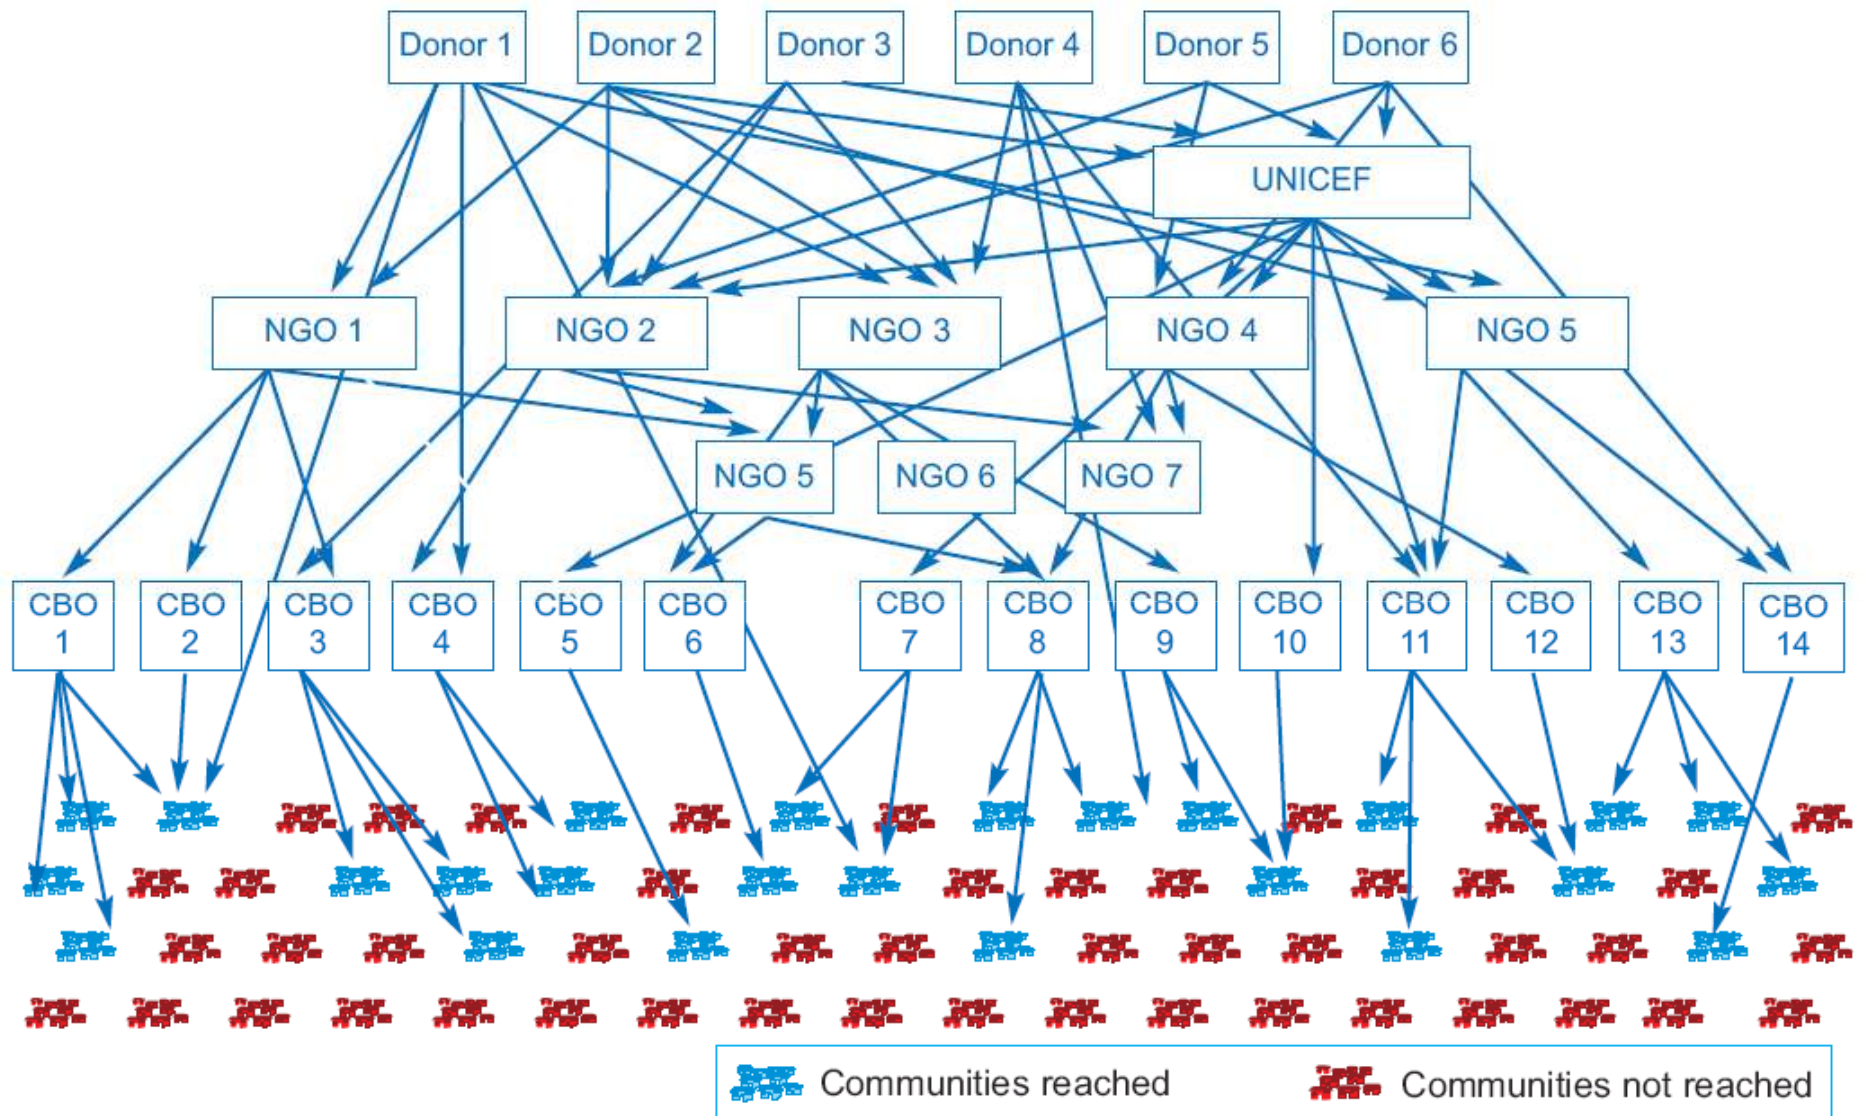 Donor 1
Donor 2
Donor 3
Donor 4
Donor 5
Donor 6
UNICEF
NGO 1
NGO 2
NGO 3
NGO 4
NGO 5
NGO 5
NGO 6
NGO 7
CBO
1
CBO
2
CBO
3
CBO
4
CBO
5
CBO
6
CBO
7
CBO
8
CBO
9
CBO
10
CBO
11
CBO
12
CBO
13
CBO
14
Communities reached
Communities not reached